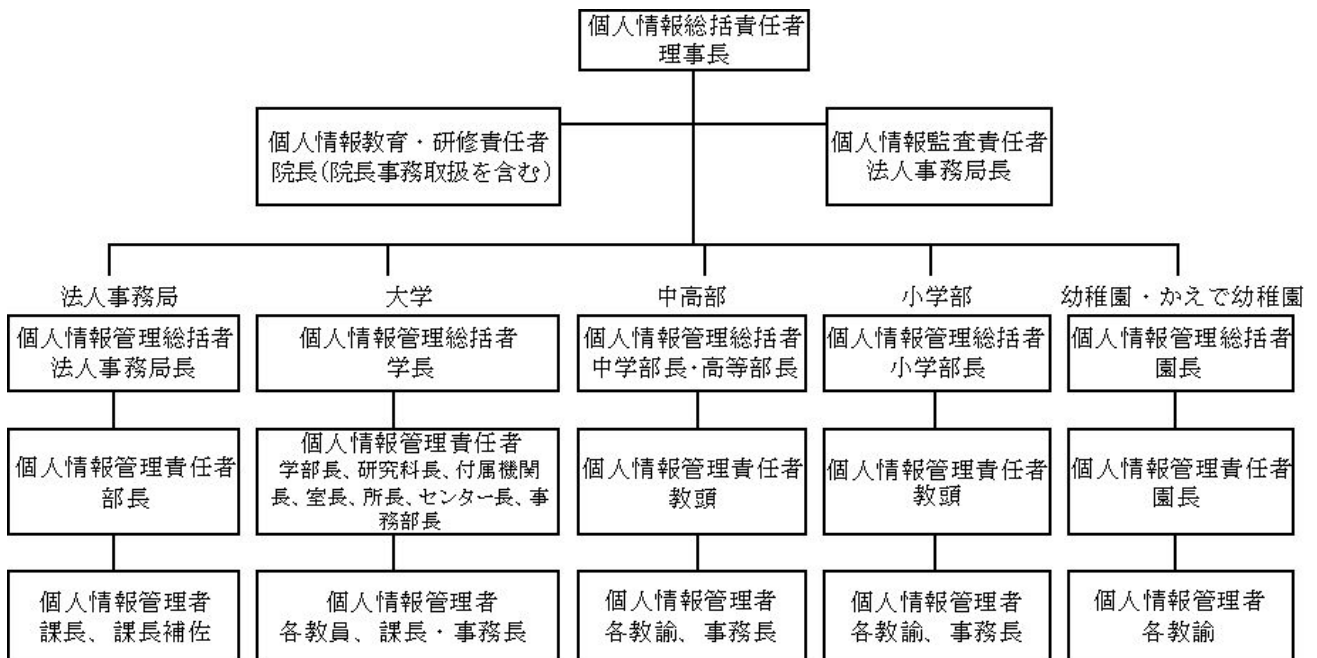 個人情報総括責任者
理事長
個人情報教育・研修責任者
院長(院長事務取扱を含む)
個人情報監査責任者
法人事務局長
法人事務局
大学
中高部
小学部
幼稚園・かえで幼稚園
個人情報管理総括者
法人事務局長
個人情報管理総括者
学長
個人情報管理総括者
中学部長・高等部長
個人情報管理総括者
小学部長
個人情報管理総括者
園長
個人情報管理責任者
部長
個人情報管理責任者
学部長、研究科長、付属機関
長、室長、所長、センター長、事
務部長
個人情報管理責任者
教頭
個人情報管理責任者
教頭
個人情報管理責任者
園長
個人情報管理者
課長、課長補佐
個人情報管理者
各教員、課長・事務長
個人情報管理者
各教諭、事務長
個人情報管理者
各教諭、事務長
個人情報管理者
各教諭